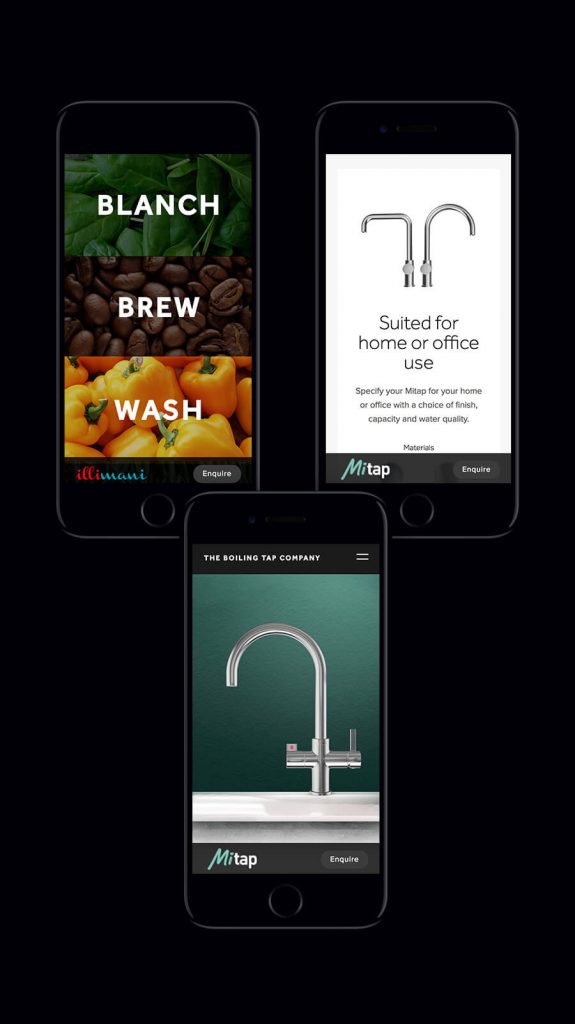 BLANCH
BREW
WASH
illimani
Enquire
Suited for
home or office
use
Specify your Mitap for your home
or office with a choice of finish,
capacity and water quality.
Materials
Mitap
Enquire
THE BOILING TAP COMPANY
Mitap
Enquire